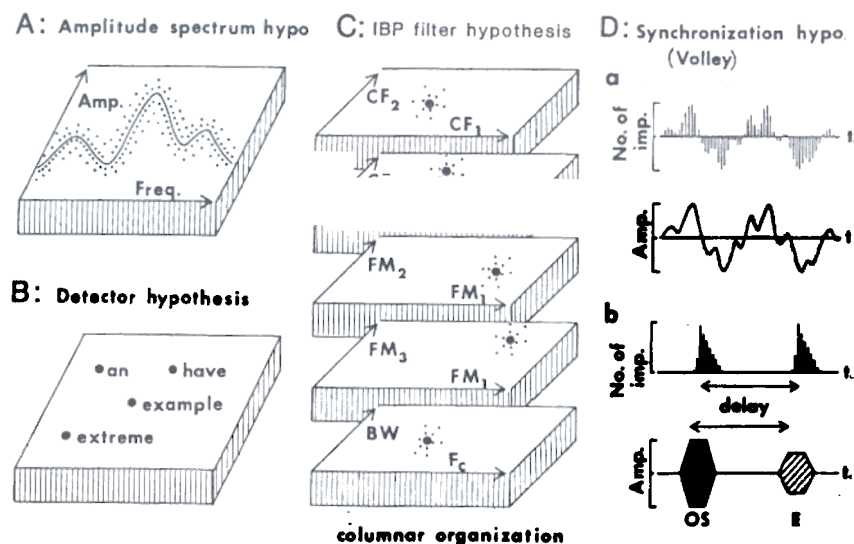 A: Amplitude spectrum hypo
Amp.
Freq.
B: Detector hypothesis
an
have
example
extreme
C: IBP filter hypothesis
CF2
CF1
FM2
FM1
FM3
FM1
BW
Fc
columnar organization
D: Synchronization hypo.
(Volley)
a
No. of
imp.
t.
Amp.
t.
b
No. of
imp.
t.
delay
Amp.
t.
OS
E